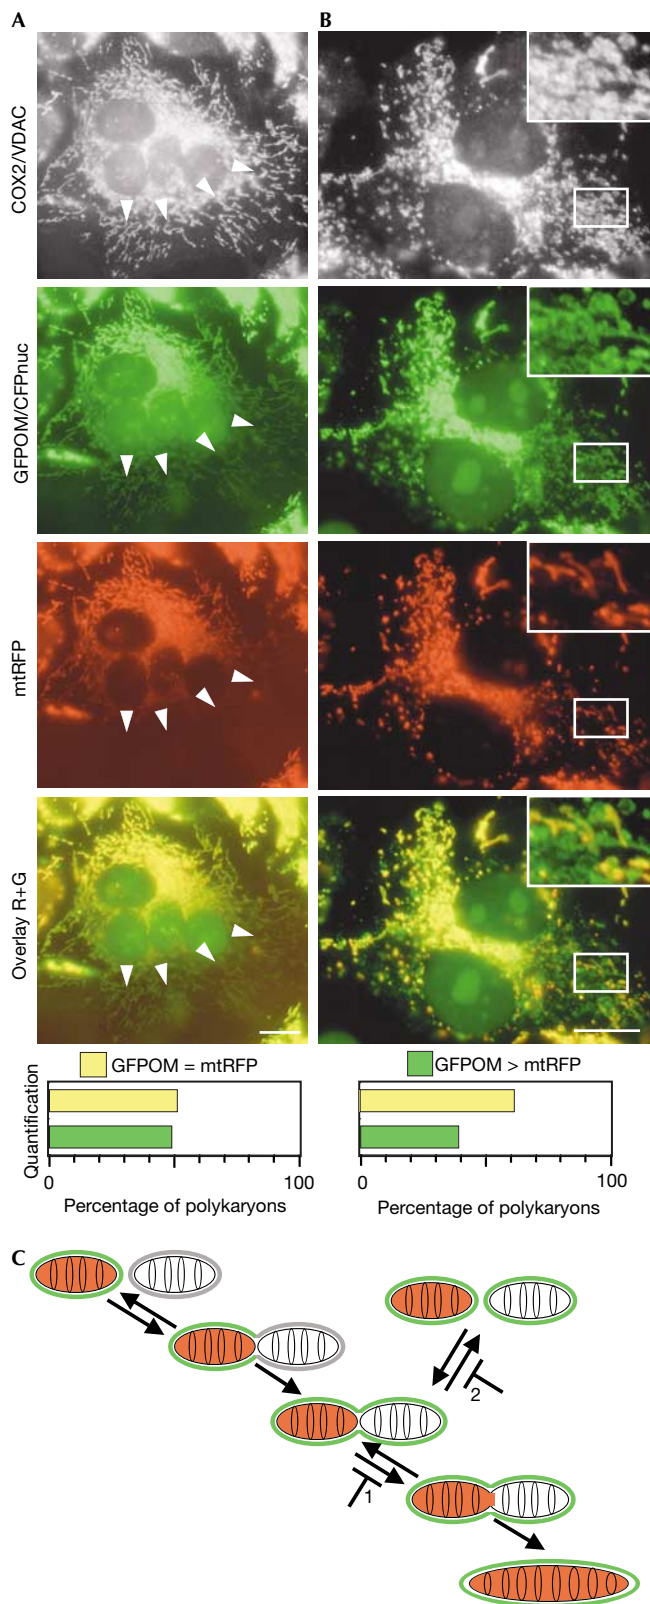 A
B
COX2/VDAC
GFPOM/CFPnuc
mtRFP
Overlay R+G
GFPOM = mtRFP
GFPOM > mtRFP
Quantification
0 100
0 100
Percentage of polykaryons
Percentage of polykaryons
C
2
1